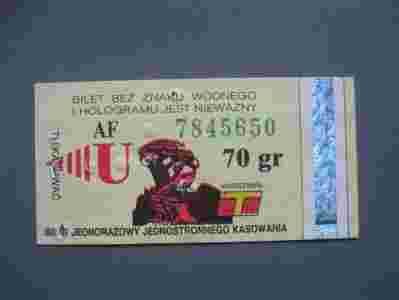 BILET BEZ ZNAKU WODNEGO
I HOLOGRAMU JEST NIEWAŻNY
AF 7845650
U 70 gr
T
JEDNORAZOWY JEDNOSTRONNEGO KASOWANIA